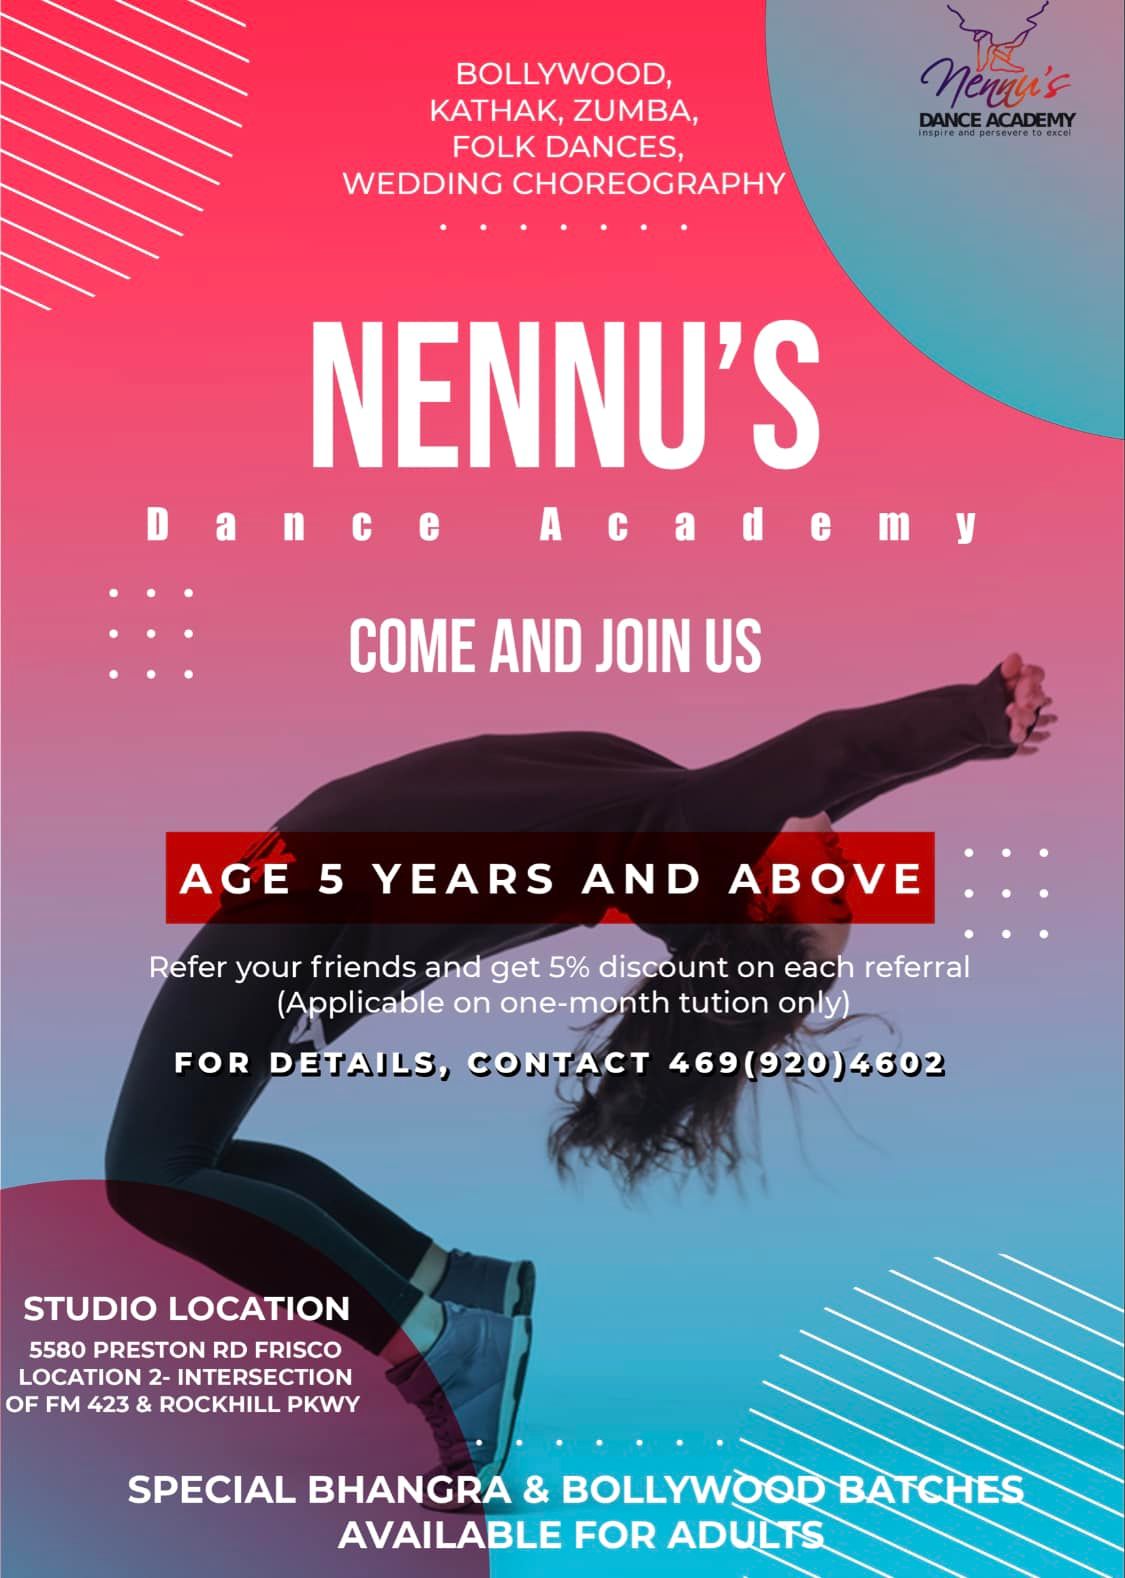 Nennu's
DANCE ACADEMY
inspire and persevere to excel
BOLLYWOOD,
KATHAK, ZUMBA,
FOLK DANCES,
WEDDING CHOREOGRAPHY
NENNU'S
Dance Academy
COME AND JOIN US
AGE 5 YEARS AND ABOVE
Refer your friends and get 5% discount on each referral
(Applicable on one-month tution only)
FOR DETAILS, CONTACT 469(920)4602
STUDIO LOCATION
5580 PRESTON RD FRISCO
LOCATION 2- INTERSECTION
OF FM 423 & ROCKHILL PKWY
SPECIAL BHANGRA & BOLLYWOOD BATCHES
AVAILABLE FOR ADULTS